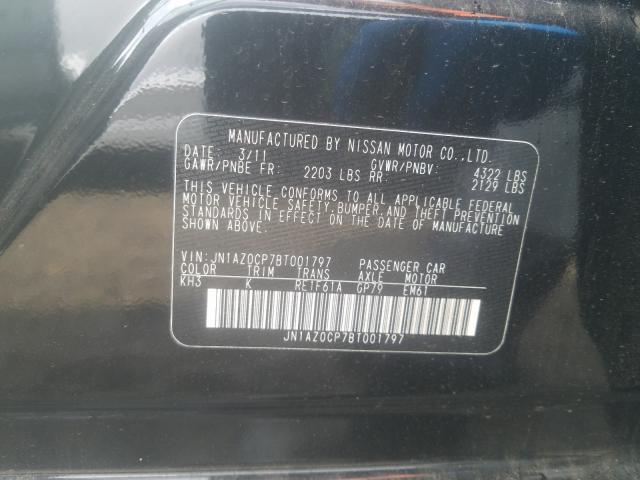 MANUFACTURED BY NISSAN MOTOR CO.,LTD.
DATE: 3/11 GVWR/PNBV: 4322 LBS
GAWR/PNBE FR: 2203 LBS RR: 2129 LBS
THIS VEHICLE CONFORMS TO ALL APPLICABLE FEDERAL
MOTOR VEHICLE SAFETY, BUMPER, AND THEFT PREVENTION
STANDARDS IN EFFECT ON THE DATE OF MANUFACTURE
SHOWN ABOVE.
VIN: JN1AZ0CP7BT001797 PASSENGER CAR
COLOR TRIM TRANS AXLE MOTOR
KH3 K RE1F61A GP79 EM61
JN1AZ0CP7BT001797